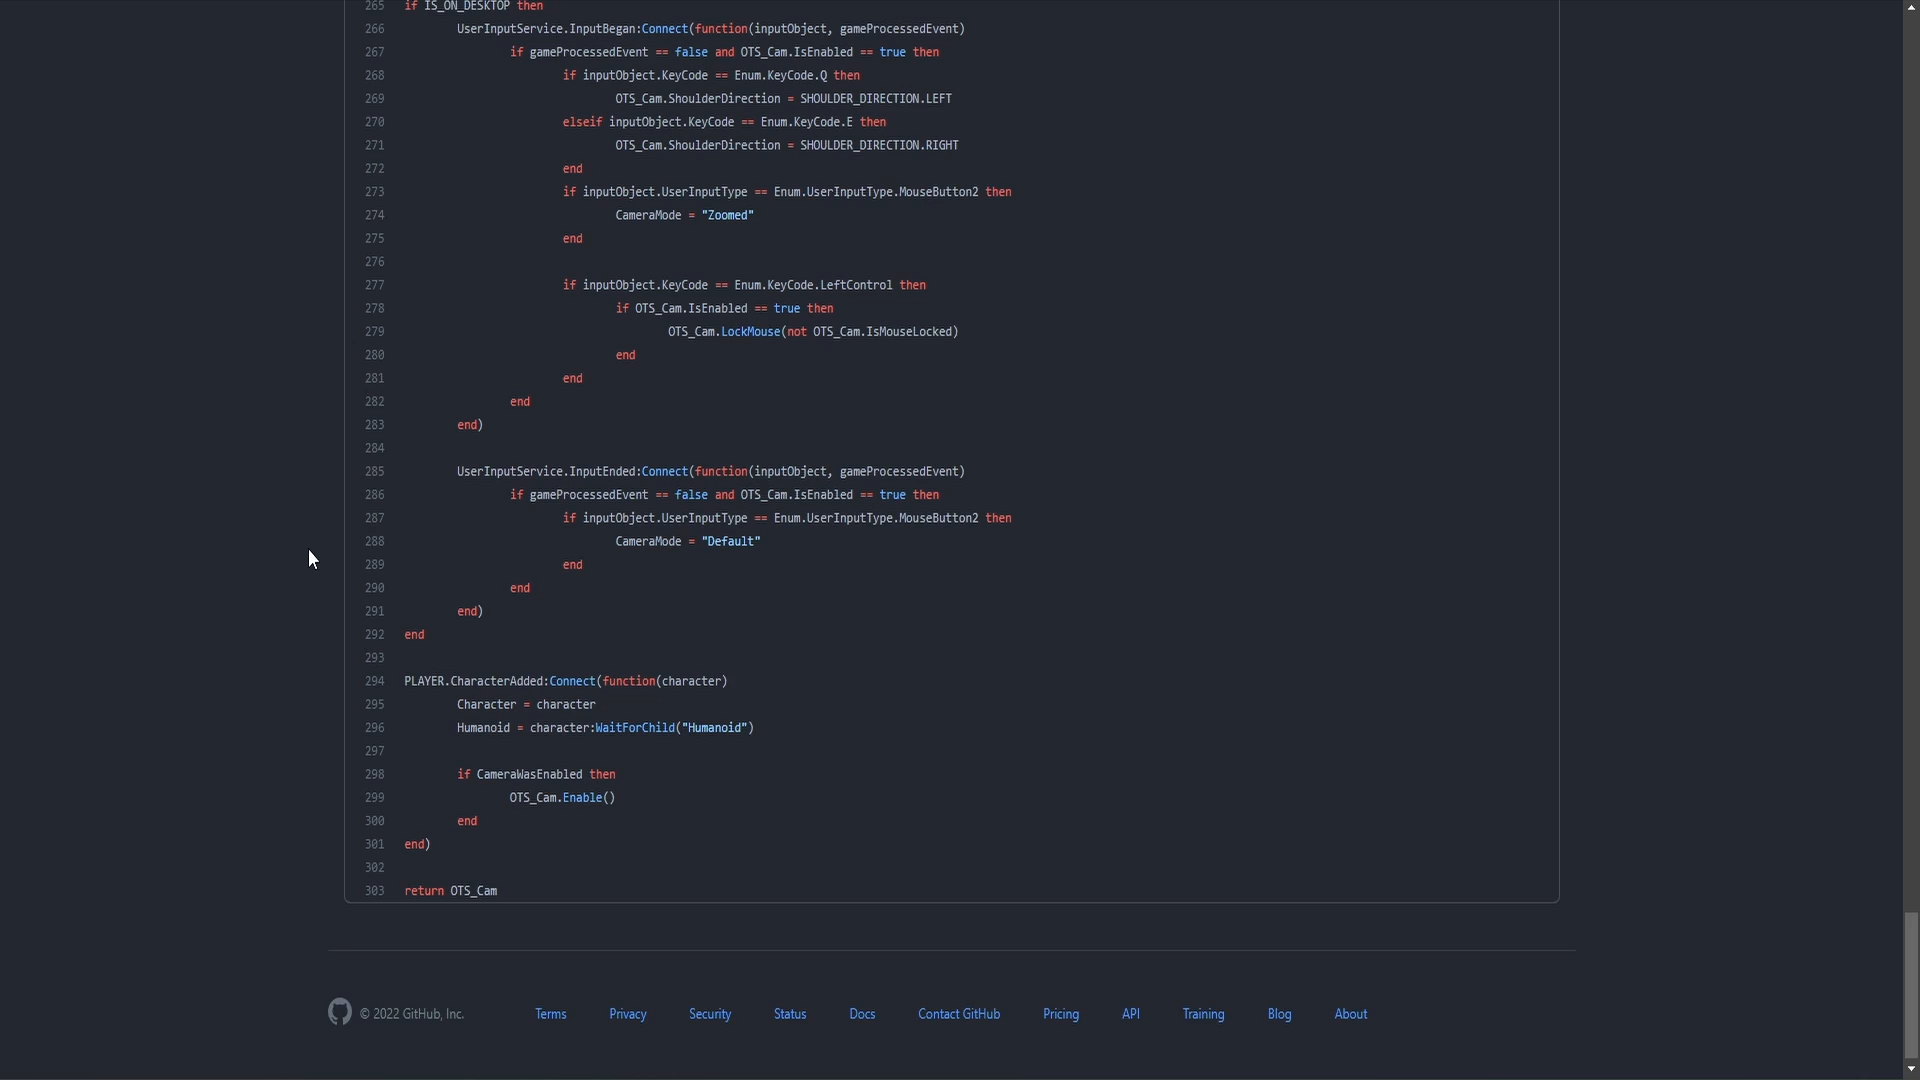 265 if IS_ON_DESKTOP then
266 UserInputService.InputBegan:Connect(function(inputObject, gameProcessedEvent)
267 if gameProcessedEvent == false and OTS_Cam.IsEnabled == true then
268 if inputObject.KeyCode == Enum.KeyCode.Q then
269 OTS_Cam.ShoulderDirection = SHOULDER_DIRECTION.LEFT
270 elseif inputObject.KeyCode == Enum.KeyCode.E then
271 OTS_Cam.ShoulderDirection = SHOULDER_DIRECTION.RIGHT
272 end
273 if inputObject.UserInputType == Enum.UserInputType.MouseButton2 then
274 CameraMode = "Zoomed"
275 end
276
277 if inputObject.KeyCode == Enum.KeyCode.LeftControl then
278 if OTS_Cam.IsEnabled == true then
279 OTS_Cam.LockMouse(not OTS_Cam.IsMouseLocked)
280 end
281 end
282 end
283 end)
284
285 UserInputService.InputEnded:Connect(function(inputObject, gameProcessedEvent)
286 if gameProcessedEvent == false and OTS_Cam.IsEnabled == true then
287 if inputObject.UserInputType == Enum.UserInputType.MouseButton2 then
288 CameraMode = "Default"
289 end
290 end
291 end)
292 end
293
294 PLAYER.CharacterAdded:Connect(function(character)
295 Character = character
296 Humanoid = character:WaitForChild("Humanoid")
297
298 if CameraWasEnabled then
299 OTS_Cam.Enable()
300 end
301 end)
302
303 return OTS_Cam
© 2022 GitHub, Inc. Terms Privacy Security Status Docs Contact GitHub Pricing API Training Blog About